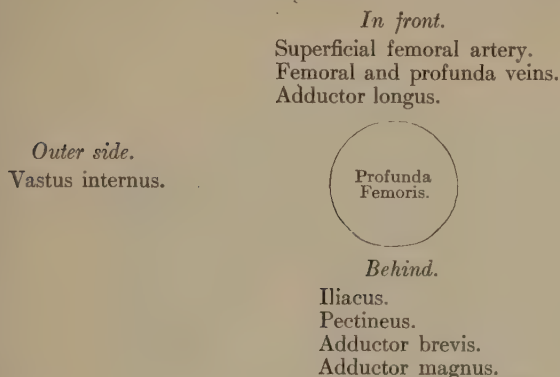 In front.
Superficial femoral artery.
Femoral and profunda veins.
Adductor longus.
Outer side.
Vastus internus.
Profunda
Femoris.
Behind.
Iliacus.
Pectineus.
Adductor brevis.
Adductor magnus.